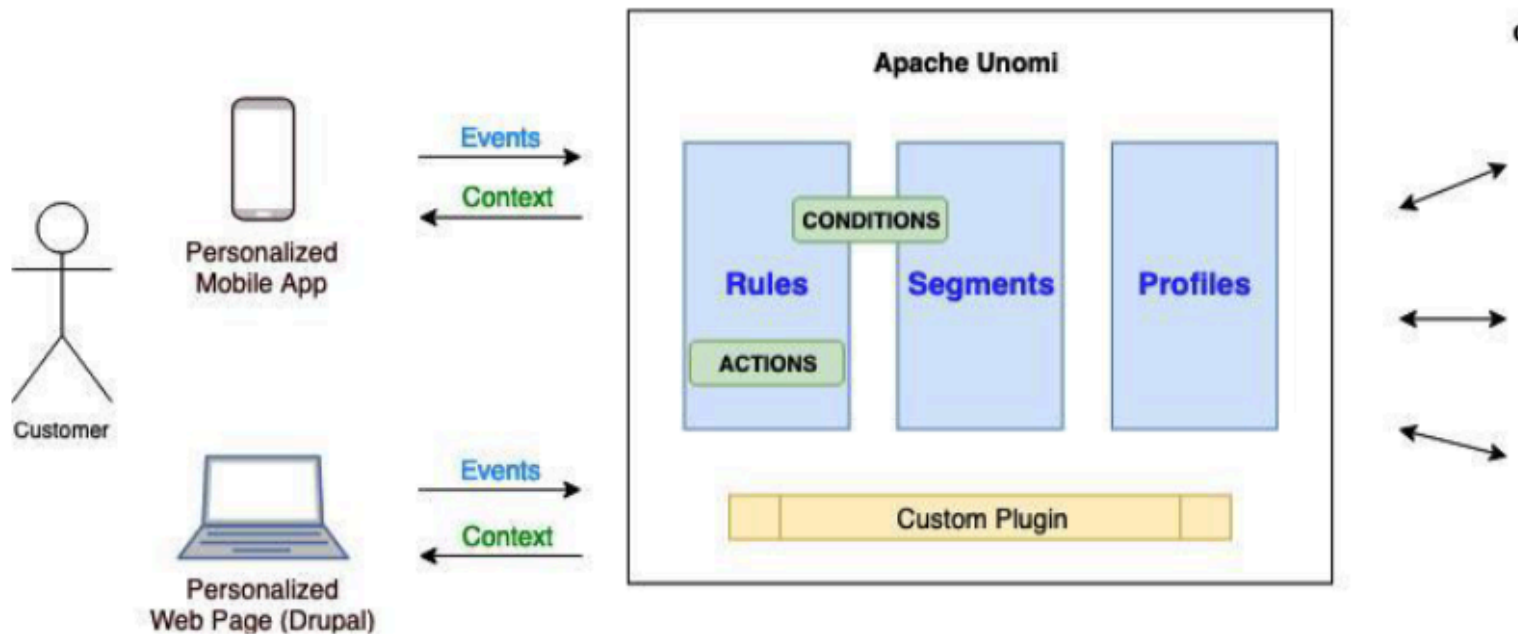 Apache Unomi
Events
Context
Personalized
Mobile App
Customer
CONDITIONS
Rules
Segments
Profiles
ACTIONS
Events
Context
Custom Plugin
Personalized
Web Page (Drupal)